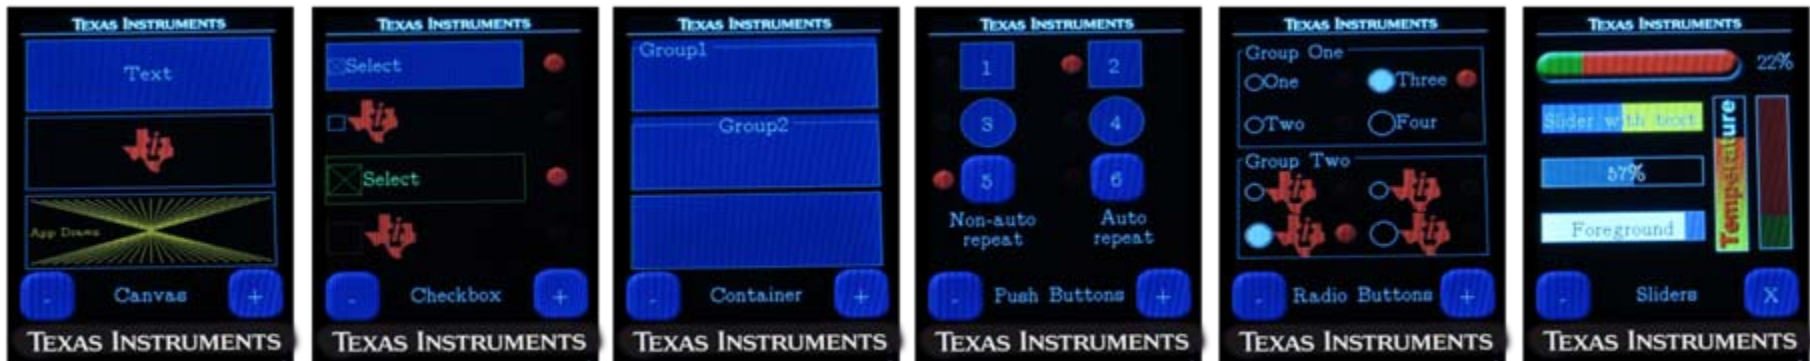 TEXAS INSTRUMENTS
Text
App Draws
- Canvas +
TEXAS INSTRUMENTS
TEXAS INSTRUMENTS
Select
Select
- Checkbox +
TEXAS INSTRUMENTS
TEXAS INSTRUMENTS
Group1
Group2
- Container +
TEXAS INSTRUMENTS
TEXAS INSTRUMENTS
1 2
3 4
5 6
Non-auto
repeat
Auto
repeat
- Push Buttons +
TEXAS INSTRUMENTS
TEXAS INSTRUMENTS
Group One
One Three
Two Four
Group Two
- Radio Buttons +
TEXAS INSTRUMENTS
TEXAS INSTRUMENTS
22%
Slider with text
57%
Foreground
Temperature
- Sliders X
TEXAS INSTRUMENTS